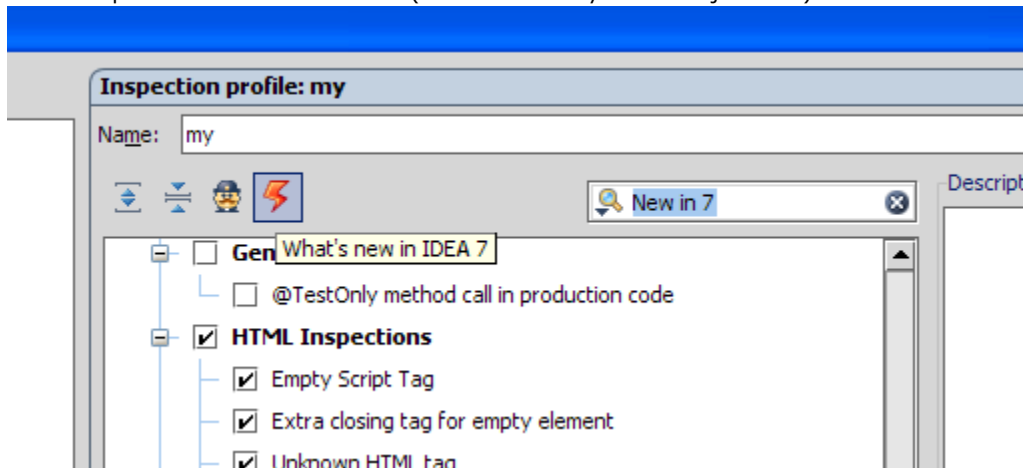 Inspection profile: my
Name: my
New in 7
Descript
What's new in IDEA 7
Gen
@TestOnly method call in production code
HTML Inspections
Empty Script Tag
Extra closing tag for empty element
Unknown HTML tag